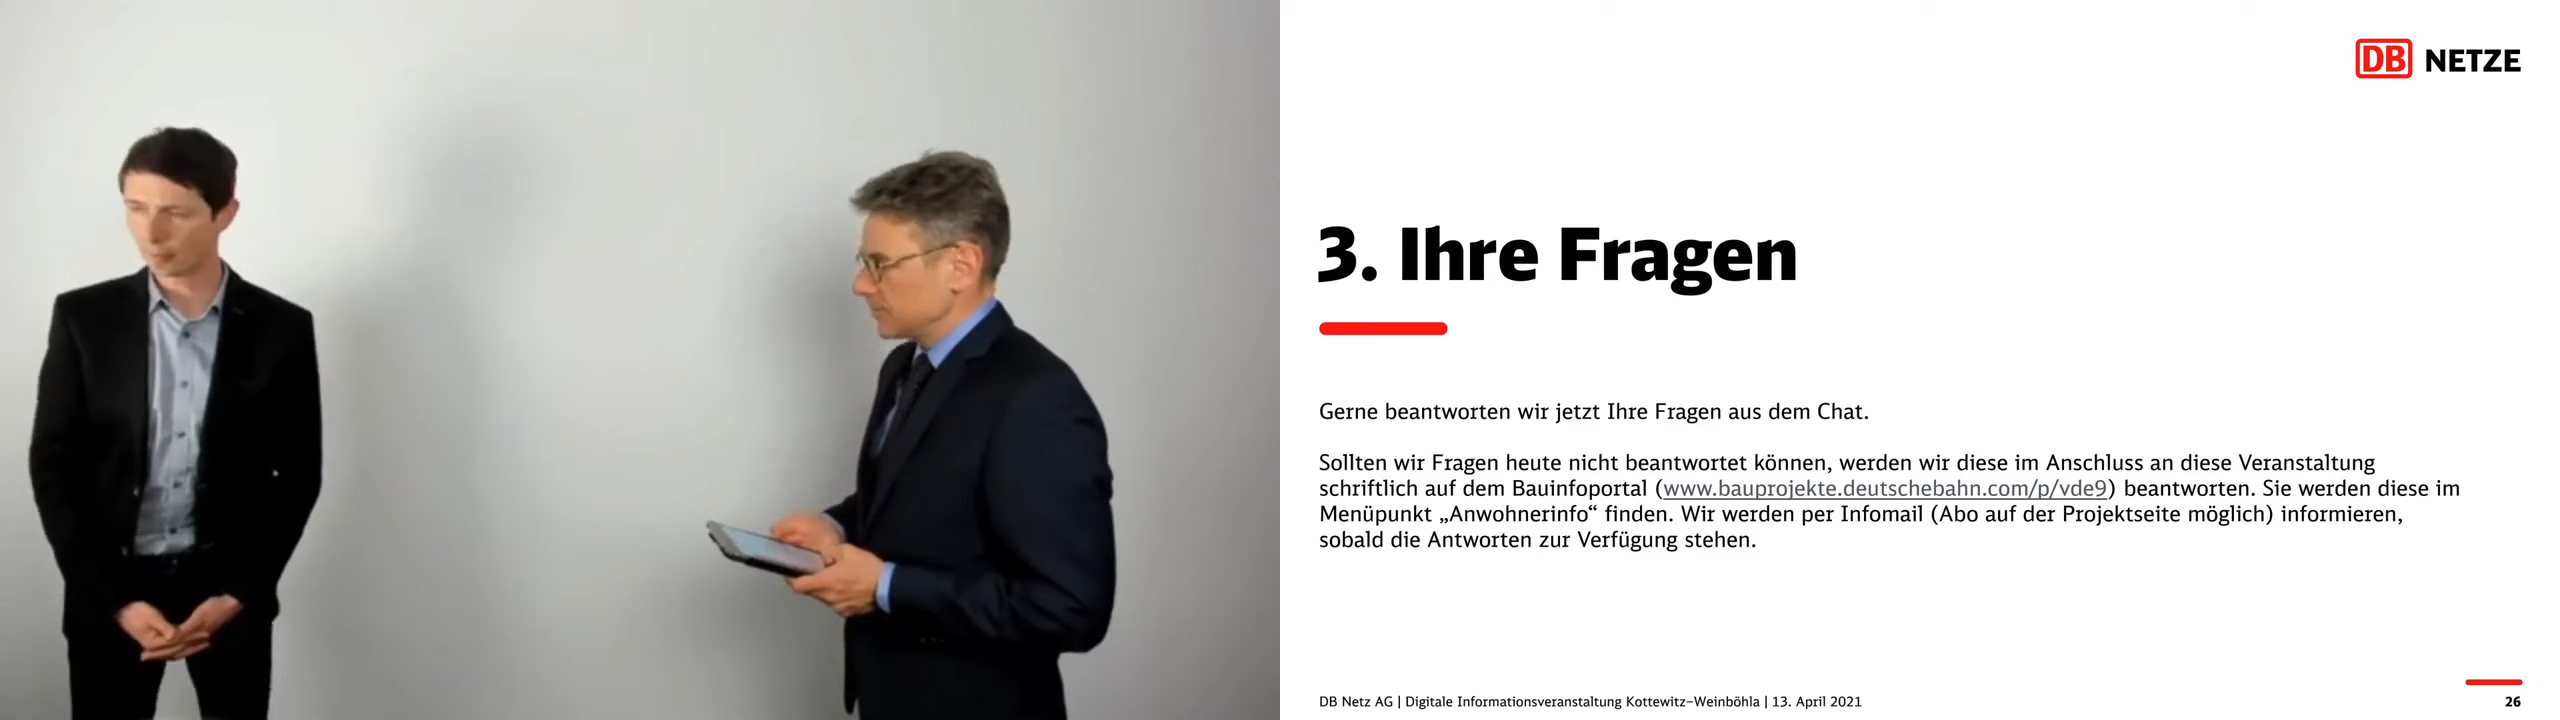 DB NETZE
3. Ihre Fragen
Gerne beantworten wir jetzt Ihre Fragen aus dem Chat.
Sollten wir Fragen heute nicht beantwortet können, werden wir diese im Anschluss an diese Veranstaltung
schriftlich auf dem Bauinfoportal (www.bauprojekte.deutschebahn.com/p/vde9) beantworten. Sie werden diese im
Menüpunkt „Anwohnerinfo“ finden. Wir werden per Infomail (Abo auf der Projektseite möglich) informieren,
sobald die Antworten zur Verfügung stehen.
DB Netz AG | Digitale Informationsveranstaltung Kottewitz–Weinböhla | 13. April 2021
26